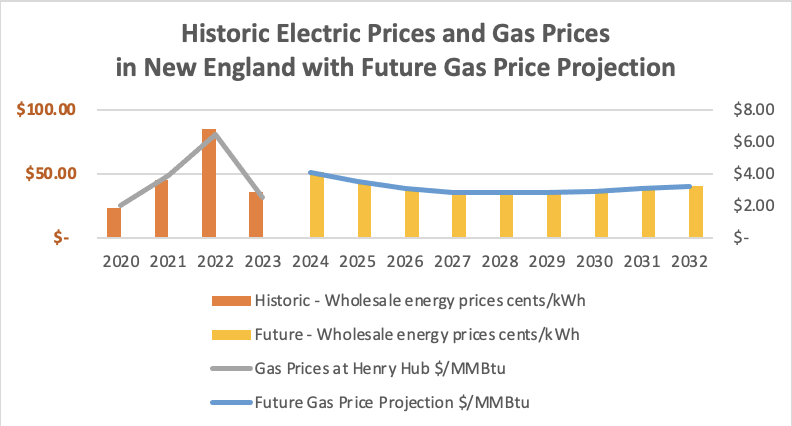 Historic Electric Prices and Gas Prices
in New England with Future Gas Price Projection
$100.00
$50.00
$-
$8.00
$6.00
$4.00
$2.00
$-
2020 2021 2022 2023 2024 2025 2026 2027 2028 2029 2030 2031 2032
Historic - Wholesale energy prices cents/kWh
Future - Wholesale energy prices cents/kWh
Gas Prices at Henry Hub $/MMBtu
Future Gas Price Projection $/MMBtu